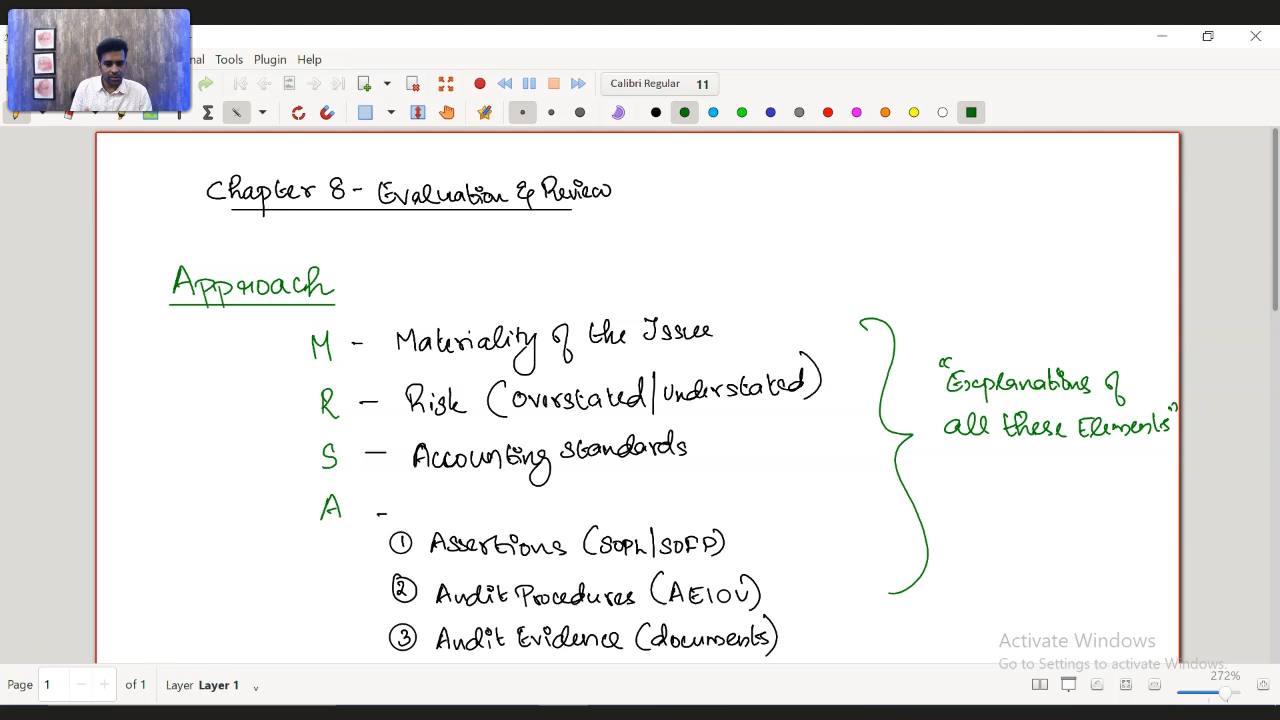 nal Tools Plugin Help
Calibri Regular 11
Chapter 8 - Evaluation & Review
Approach
M - Materiality of the Issue
R - Risk (overstated/understated)
S - Accounting standards
A -
① Assertions (SOPL/SOFP)
② Audit Procedures (AEIOU)
③ Audit Evidence (documents)
"Explanations of
all these Elements"
Activate Windows
Go to Settings to activate Windows.
Page 1 of 1 Layer Layer 1
272%